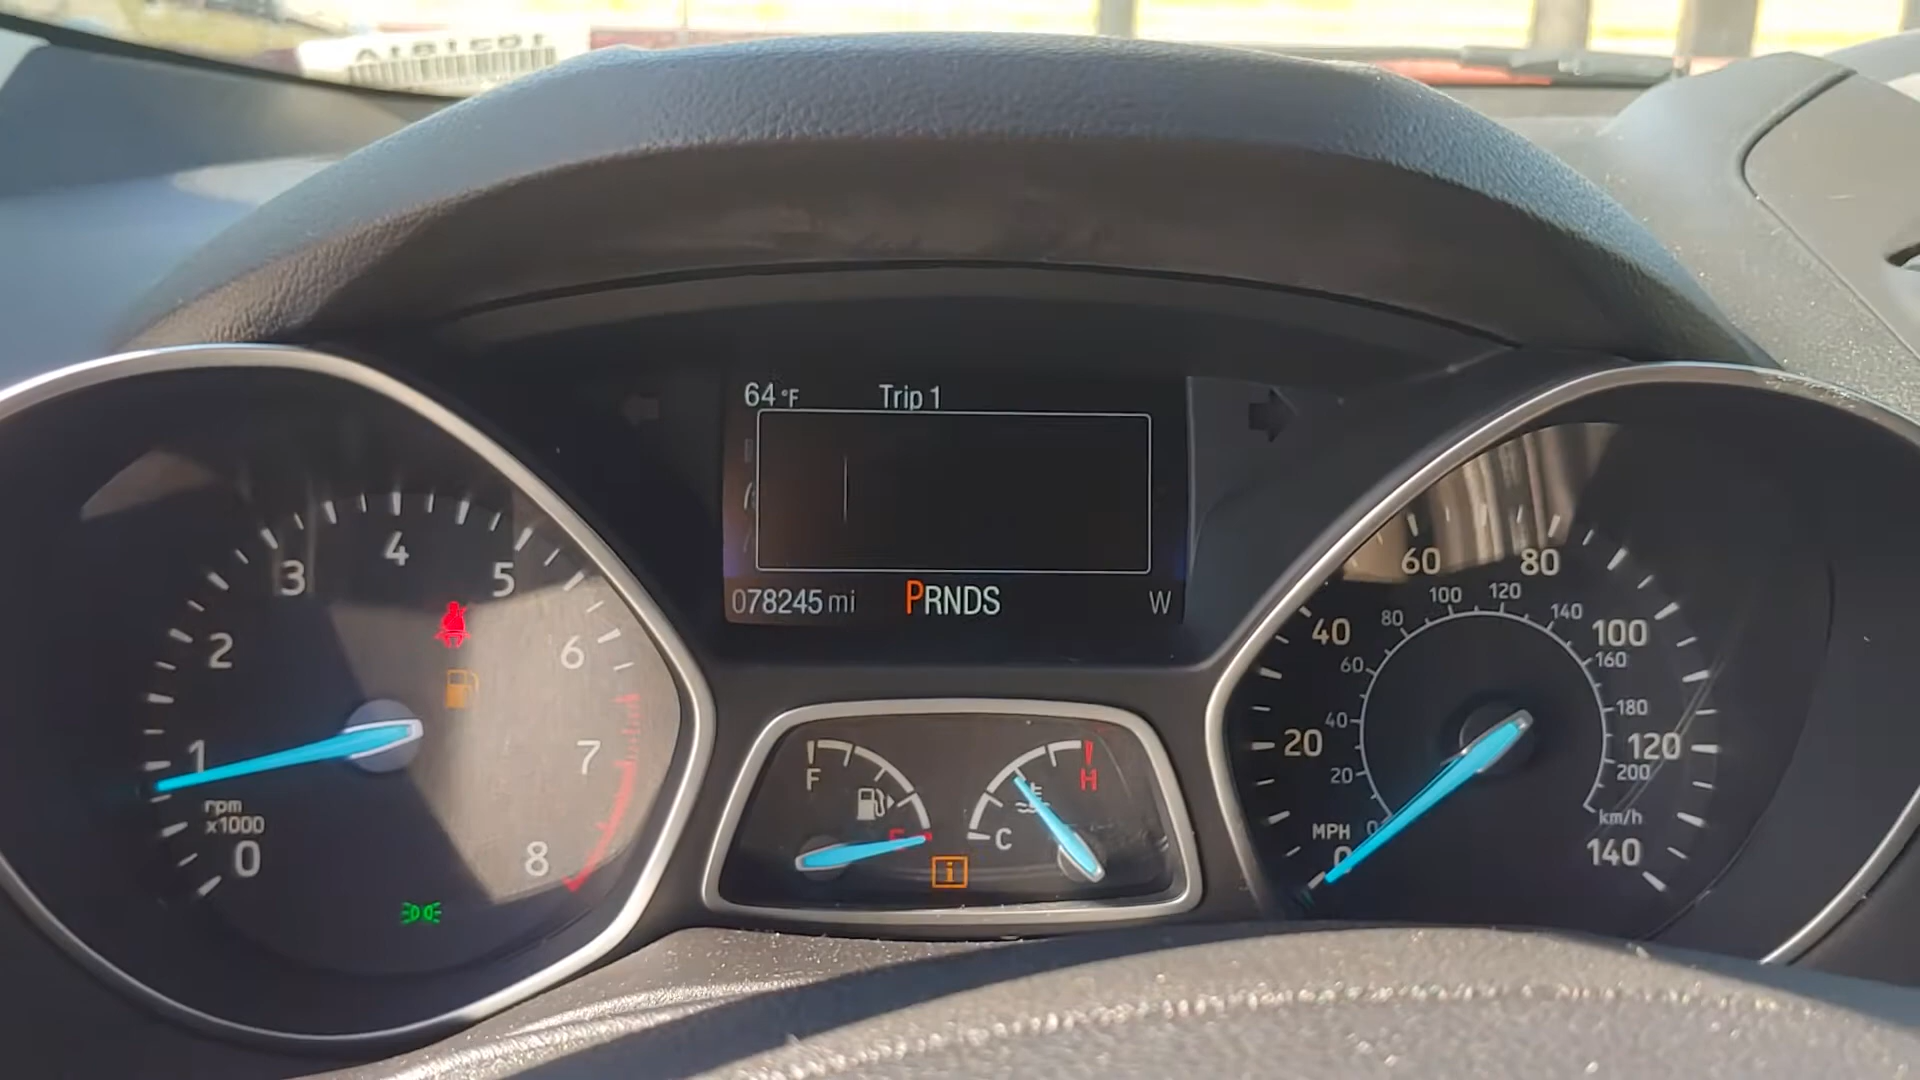 64 °F Trip 1
078245 mi PRNDS W
0 1 2 3 4 5 6 7 8
rpm
x1000
F
E
i
C
H
0 20 40 60 80 100 120 140
MPH
0 20 40 60 80 100 120 140 160 180 200
km/h